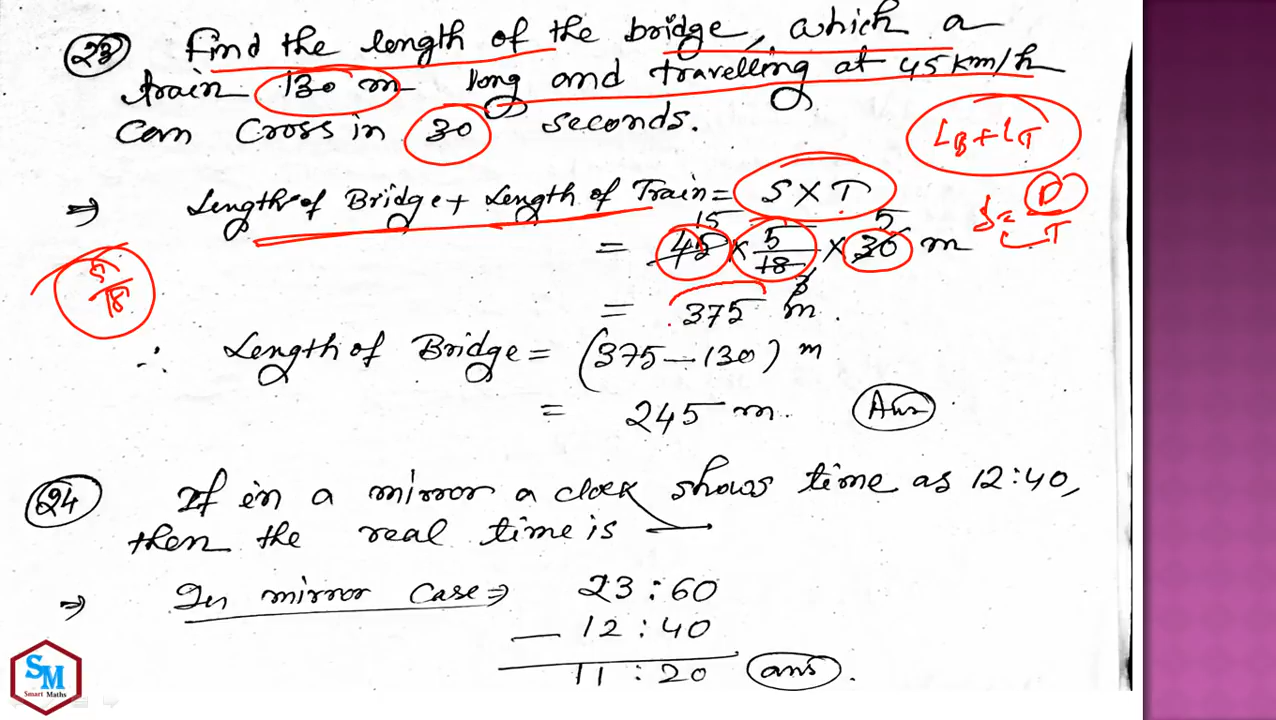 (23) Find the length of the bridge, which a
train 130 m long and travelling at 45 km/h
can cross in 30 seconds.
L_B + L_T
⇒ Length of Bridge + Length of Train = S × T
S = D/T
15 5
= 45 × 5/18 × 30 m
5/18
= 375 m.
∴ Length of Bridge = (375 – 130) m
= 245 m. (Ans)
(24) If in a mirror a clock shows time as 12:40,
then the real time is →
⇒ In mirror case ⇒ 23:60
— 12:40
11:20 (ans).
SM
Smart Maths